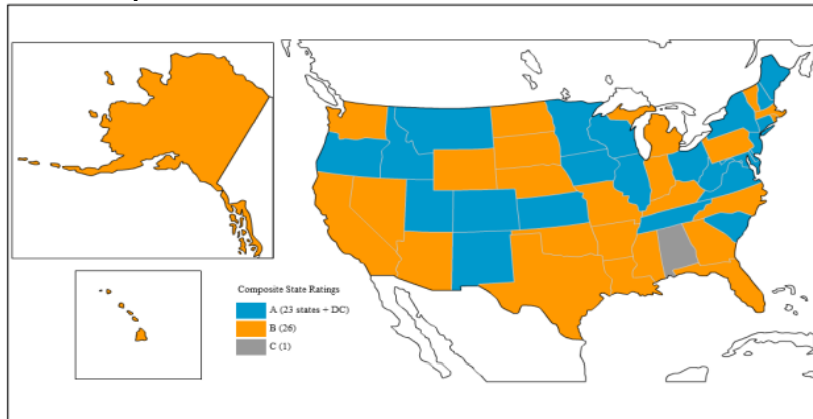 Composite State Ratings
A (23 states + DC)
B (26)
C (1)